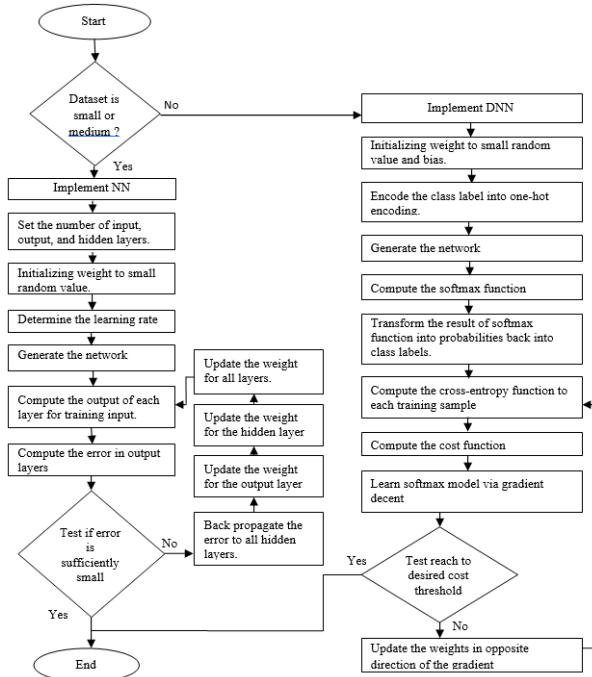 Start
Dataset is
small or
medium ?
No
Yes
Implement NN
Set the number of input,
output, and hidden layers.
Initializing weight to small
random value.
Determine the learning rate
Generate the network
Compute the output of each
layer for training input.
Compute the error in output
layers
Test if error
is
sufficiently
small
No
Yes
End
Update the weight
for all layers.
Update the weight
for the hidden layer
Update the weight
for the output layer
Back propagate the
error to all hidden
layers.
Implement DNN
Initializing weight to small random
value and bias.
Encode the class label into one-hot
encoding.
Generate the network
Compute the softmax function
Transform the result of softmax
function into probabilities back into
class labels.
Compute the cross-entropy function to
each training sample
Compute the cost function
Learn softmax model via gradient
decent
Yes
Test reach to
desired cost
threshold
No
Update the weights in opposite
direction of the gradient